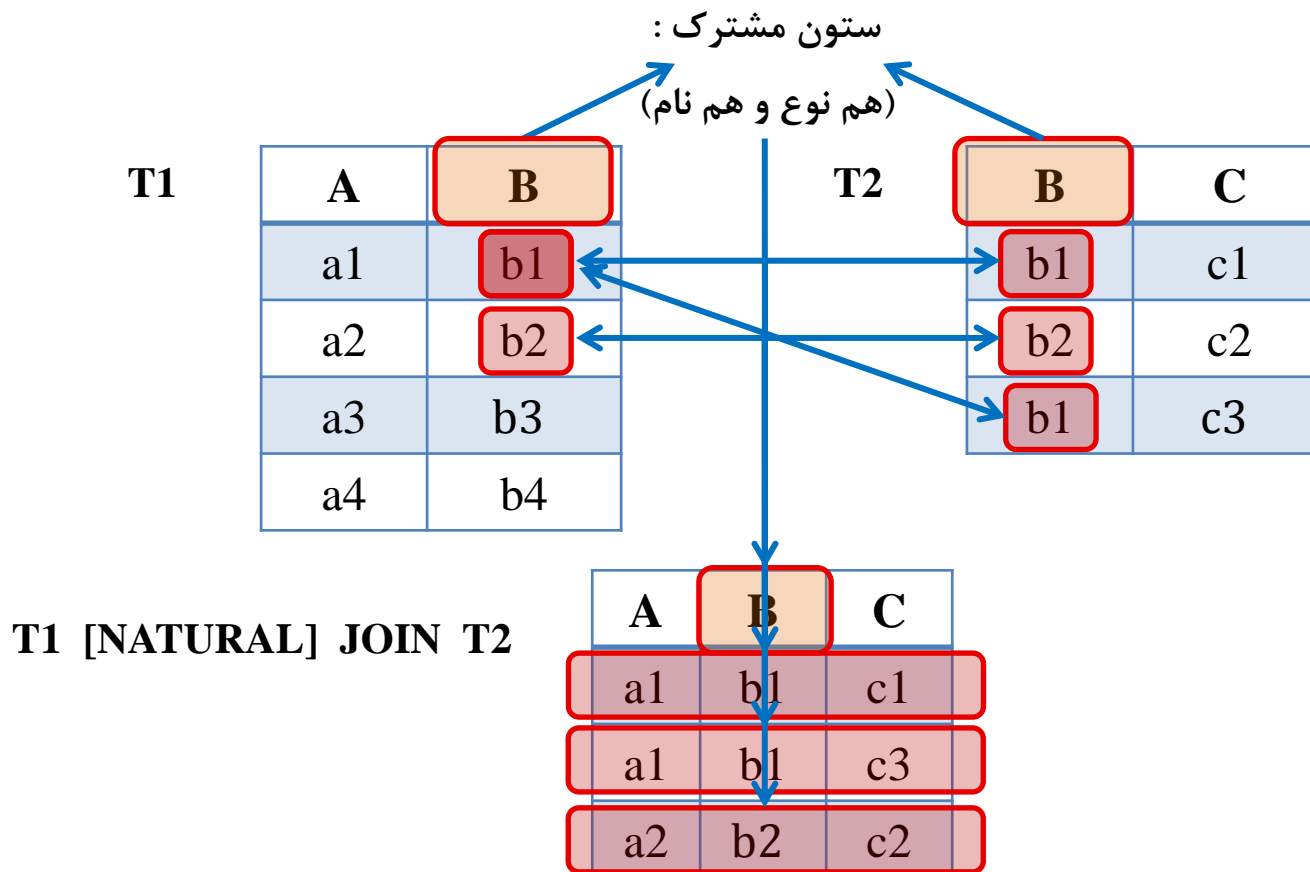 ستون مشترک :
(هم نوع و هم نام)
T1
A B
a1 b1
a2 b2
a3 b3
a4 b4
T2
B C
b1 c1
b2 c2
b1 c3
T1 [NATURAL] JOIN T2
A B C
a1 b1 c1
a1 b1 c3
a2 b2 c2